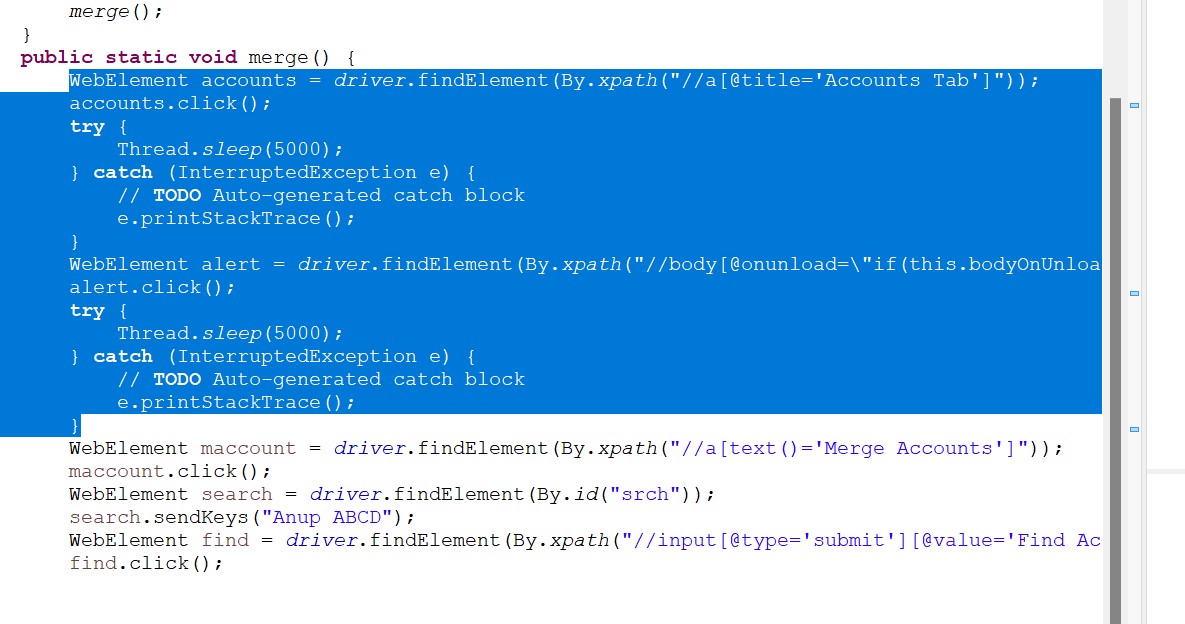 merge();
}
public static void merge() {
WebElement accounts = driver.findElement(By.xpath("//a[@title='Accounts Tab']"));
accounts.click();
try {
Thread.sleep(5000);
} catch (InterruptedException e) {
// TODO Auto-generated catch block
e.printStackTrace();
}
WebElement alert = driver.findElement(By.xpath("//body[@onunload=\"if(this.bodyOnUnloa
alert.click();
try {
Thread.sleep(5000);
} catch (InterruptedException e) {
// TODO Auto-generated catch block
e.printStackTrace();
}
WebElement maccount = driver.findElement(By.xpath("//a[text()='Merge Accounts']"));
maccount.click();
WebElement search = driver.findElement(By.id("srch"));
search.sendKeys("Anup ABCD");
WebElement find = driver.findElement(By.xpath("//input[@type='submit'][@value='Find Ac
find.click();